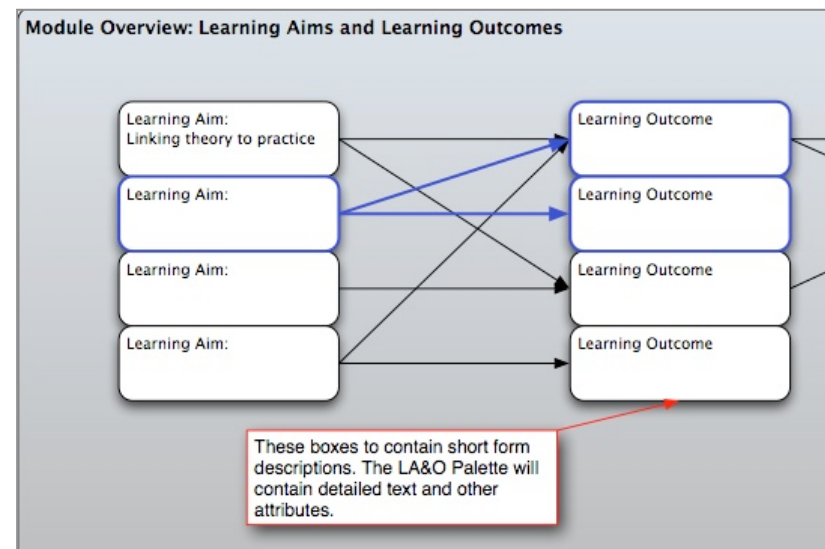 Module Overview: Learning Aims and Learning Outcomes
Learning Aim:
Linking theory to practice
Learning Aim:
Learning Aim:
Learning Aim:
Learning Outcome
Learning Outcome
Learning Outcome
Learning Outcome
These boxes to contain short form
descriptions. The LA&O Palette will
contain detailed text and other
attributes.